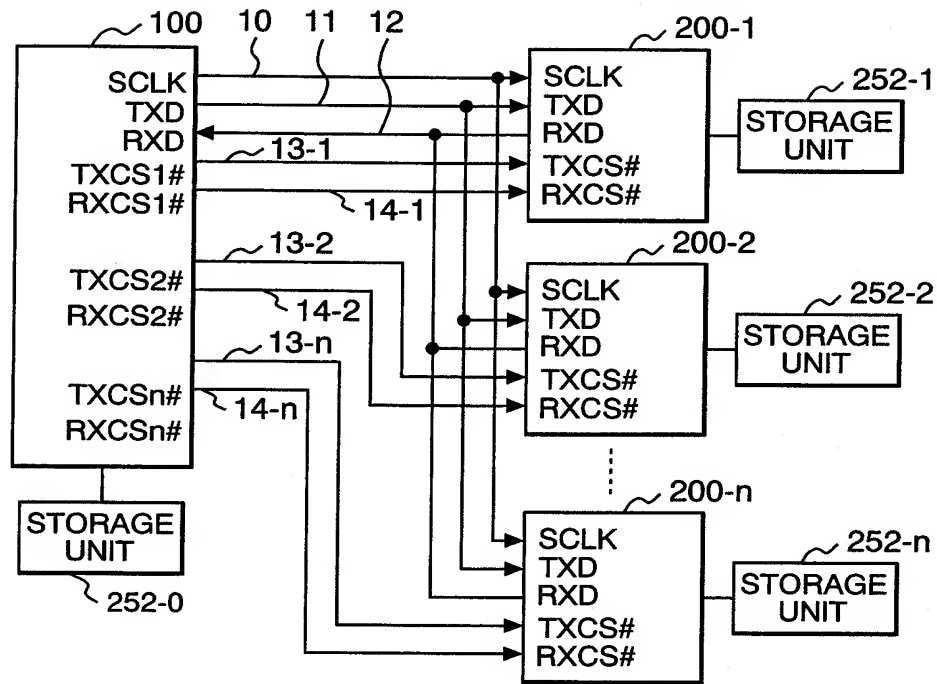 100
10
11
12
200-1
SCLK
TXD
RXD
TXCS1#
RXCS1#
13-1
14-1
SCLK
TXD
RXD
TXCS#
RXCS#
252-1
STORAGE
UNIT
13-2
14-2
TXCS2#
RXCS2#
200-2
SCLK
TXD
RXD
TXCS#
RXCS#
252-2
STORAGE
UNIT
13-n
14-n
TXCSn#
RXCSn#
200-n
SCLK
TXD
RXD
TXCS#
RXCS#
252-n
STORAGE
UNIT
STORAGE
UNIT
252-0